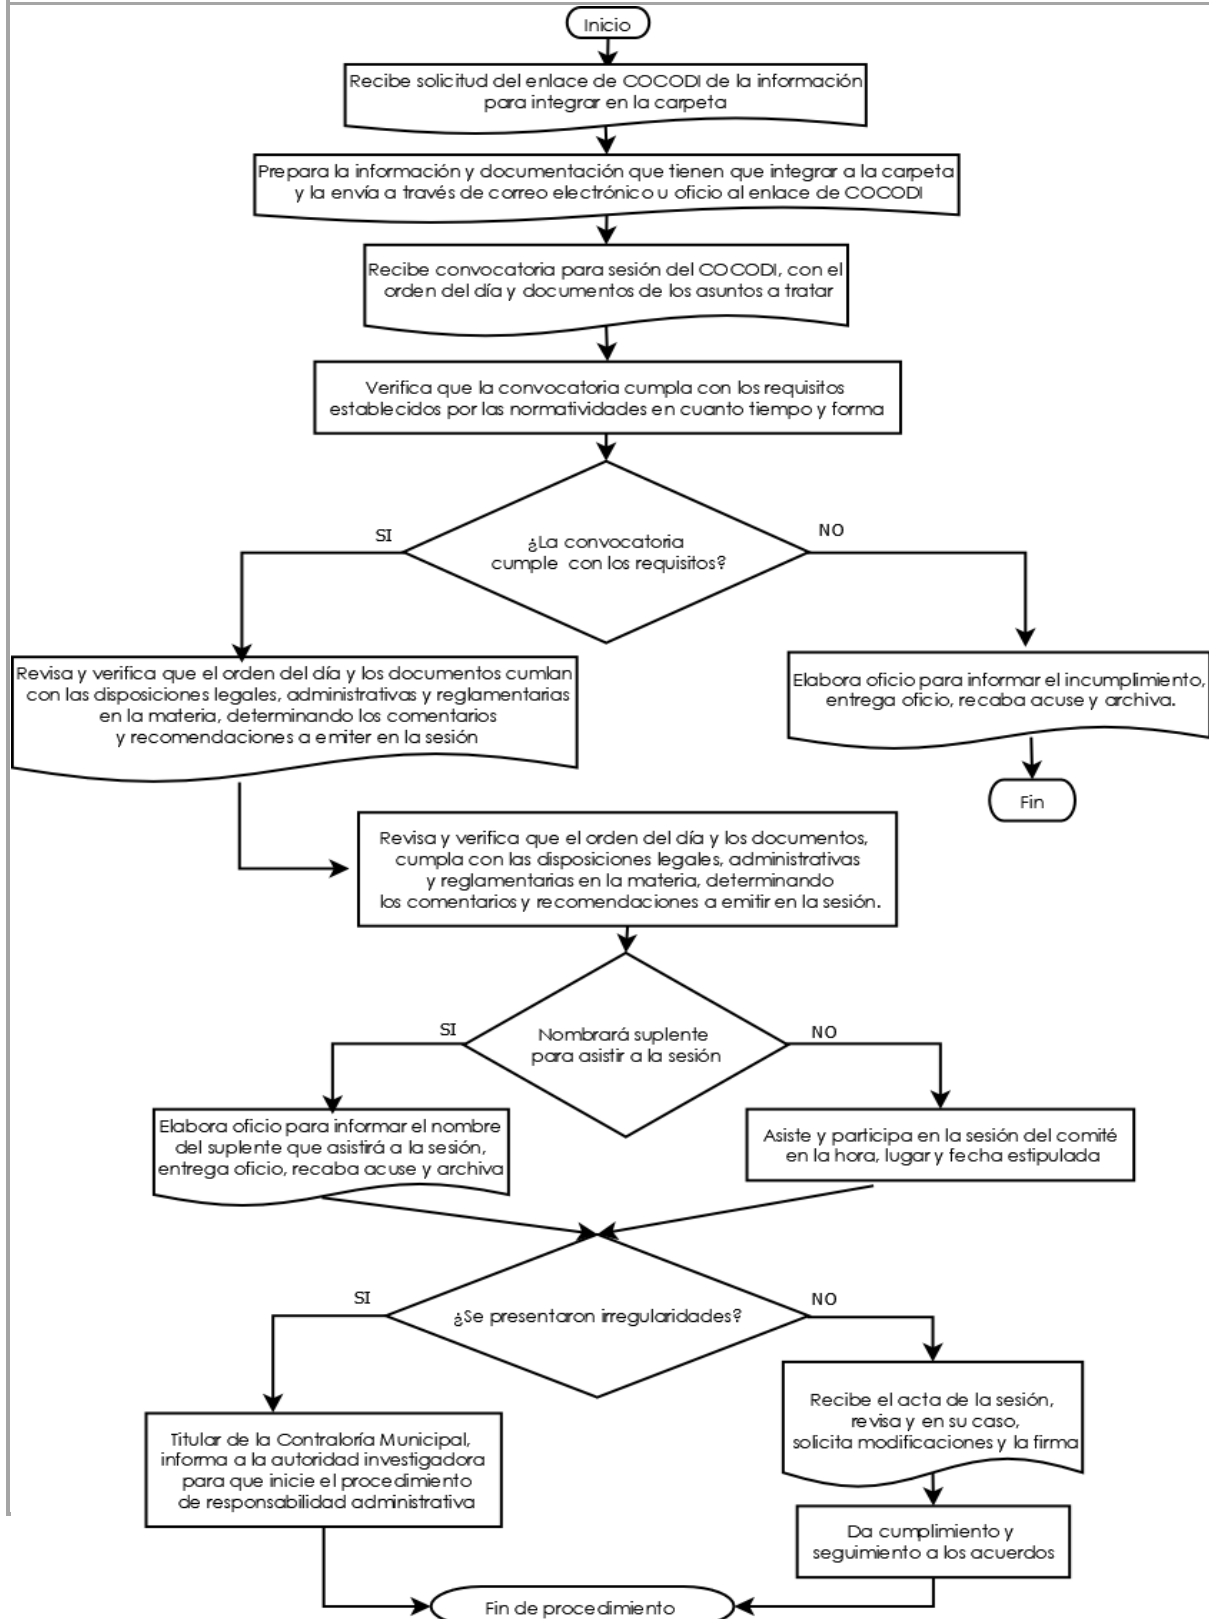 Inicio
Recibe solicitud del enlace de COCODI de la información
para integrar en la carpeta
Prepara la información y documentación que tienen que integrar a la carpeta
y la envía a través de correo electrónico u oficio al enlace de COCODI
Recibe convocatoria para sesión del COCODI, con el
orden del día y documentos de los asuntos a tratar
Verifica que la convocatoria cumpla con los requisitos
establecidos por las normatividades en cuanto tiempo y forma
SI
NO
¿La convocatoria
cumple con los requisitos?
Revisa y verifica que el orden del día y los documentos cumlan
con las disposiciones legales, administrativas y reglamentarias
en la materia, determinando los comentarios
y recomendaciones a emiter en la sesión
Elabora oficio para informar el incumplimiento,
entrega oficio, recaba acuse y archiva.
Fin
Revisa y verifica que el orden del día y los documentos,
cumpla con las disposiciones legales, administrativas
y reglamentarias en la materia, determinando
los comentarios y recomendaciones a emitir en la sesión.
SI
NO
Nombrará suplente
para asistir a la sesión
Elabora oficio para informar el nombre
del suplente que asistirá a la sesión,
entrega oficio, recaba acuse y archiva
Asiste y participa en la sesión del comité
en la hora, lugar y fecha estipulada
SI
NO
¿Se presentaron irregularidades?
Titular de la Contraloría Municipal,
informa a la autoridad investigadora
para que inicie el procedimiento
de responsabilidad administrativa
Recibe el acta de la sesión,
revisa y en su caso,
solicita modificaciones y la firma
Da cumplimiento y
seguimiento a los acuerdos
Fin de procedimiento